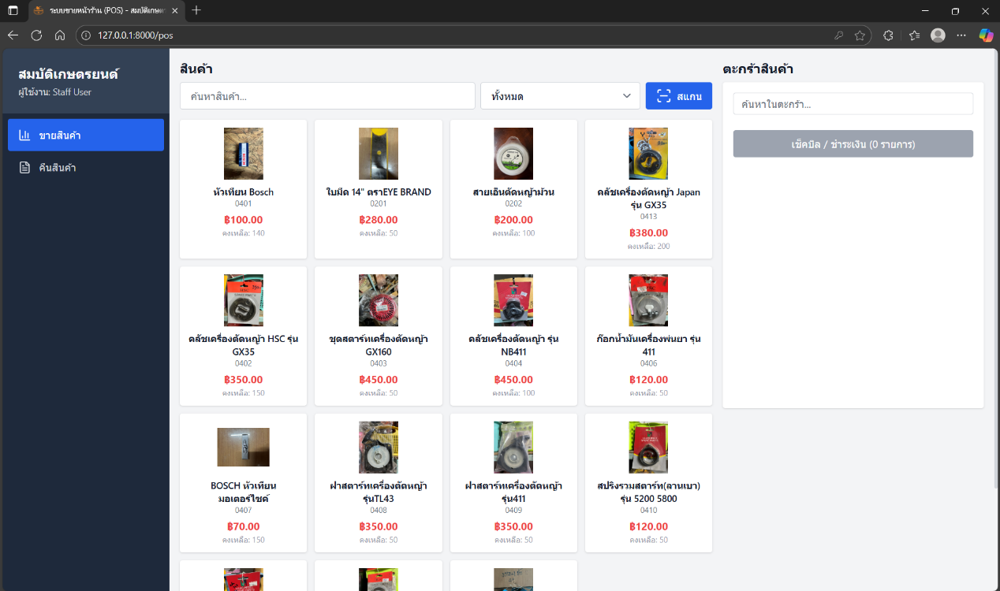 ระบบขายหน้าร้าน (POS) - สมบัติเกษตร
127.0.0.1:8000/pos
สมบัติเกษตรยนต์
ผู้ใช้งาน: Staff User
ขายสินค้า
คืนสินค้า
สินค้า
ค้นหาสินค้า...
ทั้งหมด
สแกน
หัวเทียน Bosch
0401
฿100.00
คงเหลือ: 140
ใบมีด 14" ตราEYE BRAND
0201
฿280.00
คงเหลือ: 50
สายเอ็นตัดหญ้าม้วน
0202
฿200.00
คงเหลือ: 100
คลัชเครื่องตัดหญ้า Japan
รุ่น GX35
0413
฿380.00
คงเหลือ: 200
คลัชเครื่องตัดหญ้า HSC รุ่น
GX35
0402
฿350.00
คงเหลือ: 150
ชุดสตาร์ทเครื่องตัดหญ้า
GX160
0403
฿450.00
คงเหลือ: 50
คลัชเครื่องตัดหญ้า รุ่น
NB411
0404
฿450.00
คงเหลือ: 100
ก๊อกน้ำมันเครื่องพ่นยา รุ่น
411
0406
฿120.00
คงเหลือ: 50
BOSCH หัวเทียน
มอเตอร์ไซค์
0407
฿70.00
คงเหลือ: 150
ฝาสตาร์ทเครื่องตัดหญ้า
รุ่นTL43
0408
฿350.00
คงเหลือ: 50
ฝาสตาร์ทเครื่องตัดหญ้า
รุ่น411
0409
฿350.00
คงเหลือ: 50
สปริงรวมสตาร์ท(ลานเบา)
รุ่น 5200 5800
0410
฿120.00
คงเหลือ: 50
ตะกร้าสินค้า
ค้นหาในตะกร้า...
เช็คบิล / ชำระเงิน (0 รายการ)